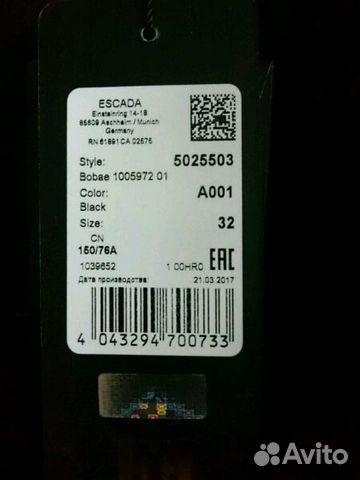 ESCADA
Einsteinring 14-18
85609 Aschheim / Munich
Germany
RN 61891 CA 02575
Style: 5025503
Bobae 1005972 01
Color: A001
Black
Size: 32
CN
150/76A
1039652 1 00HR0 EAC
Дата производства: 21.03.2017
4 043294 700733
Avito